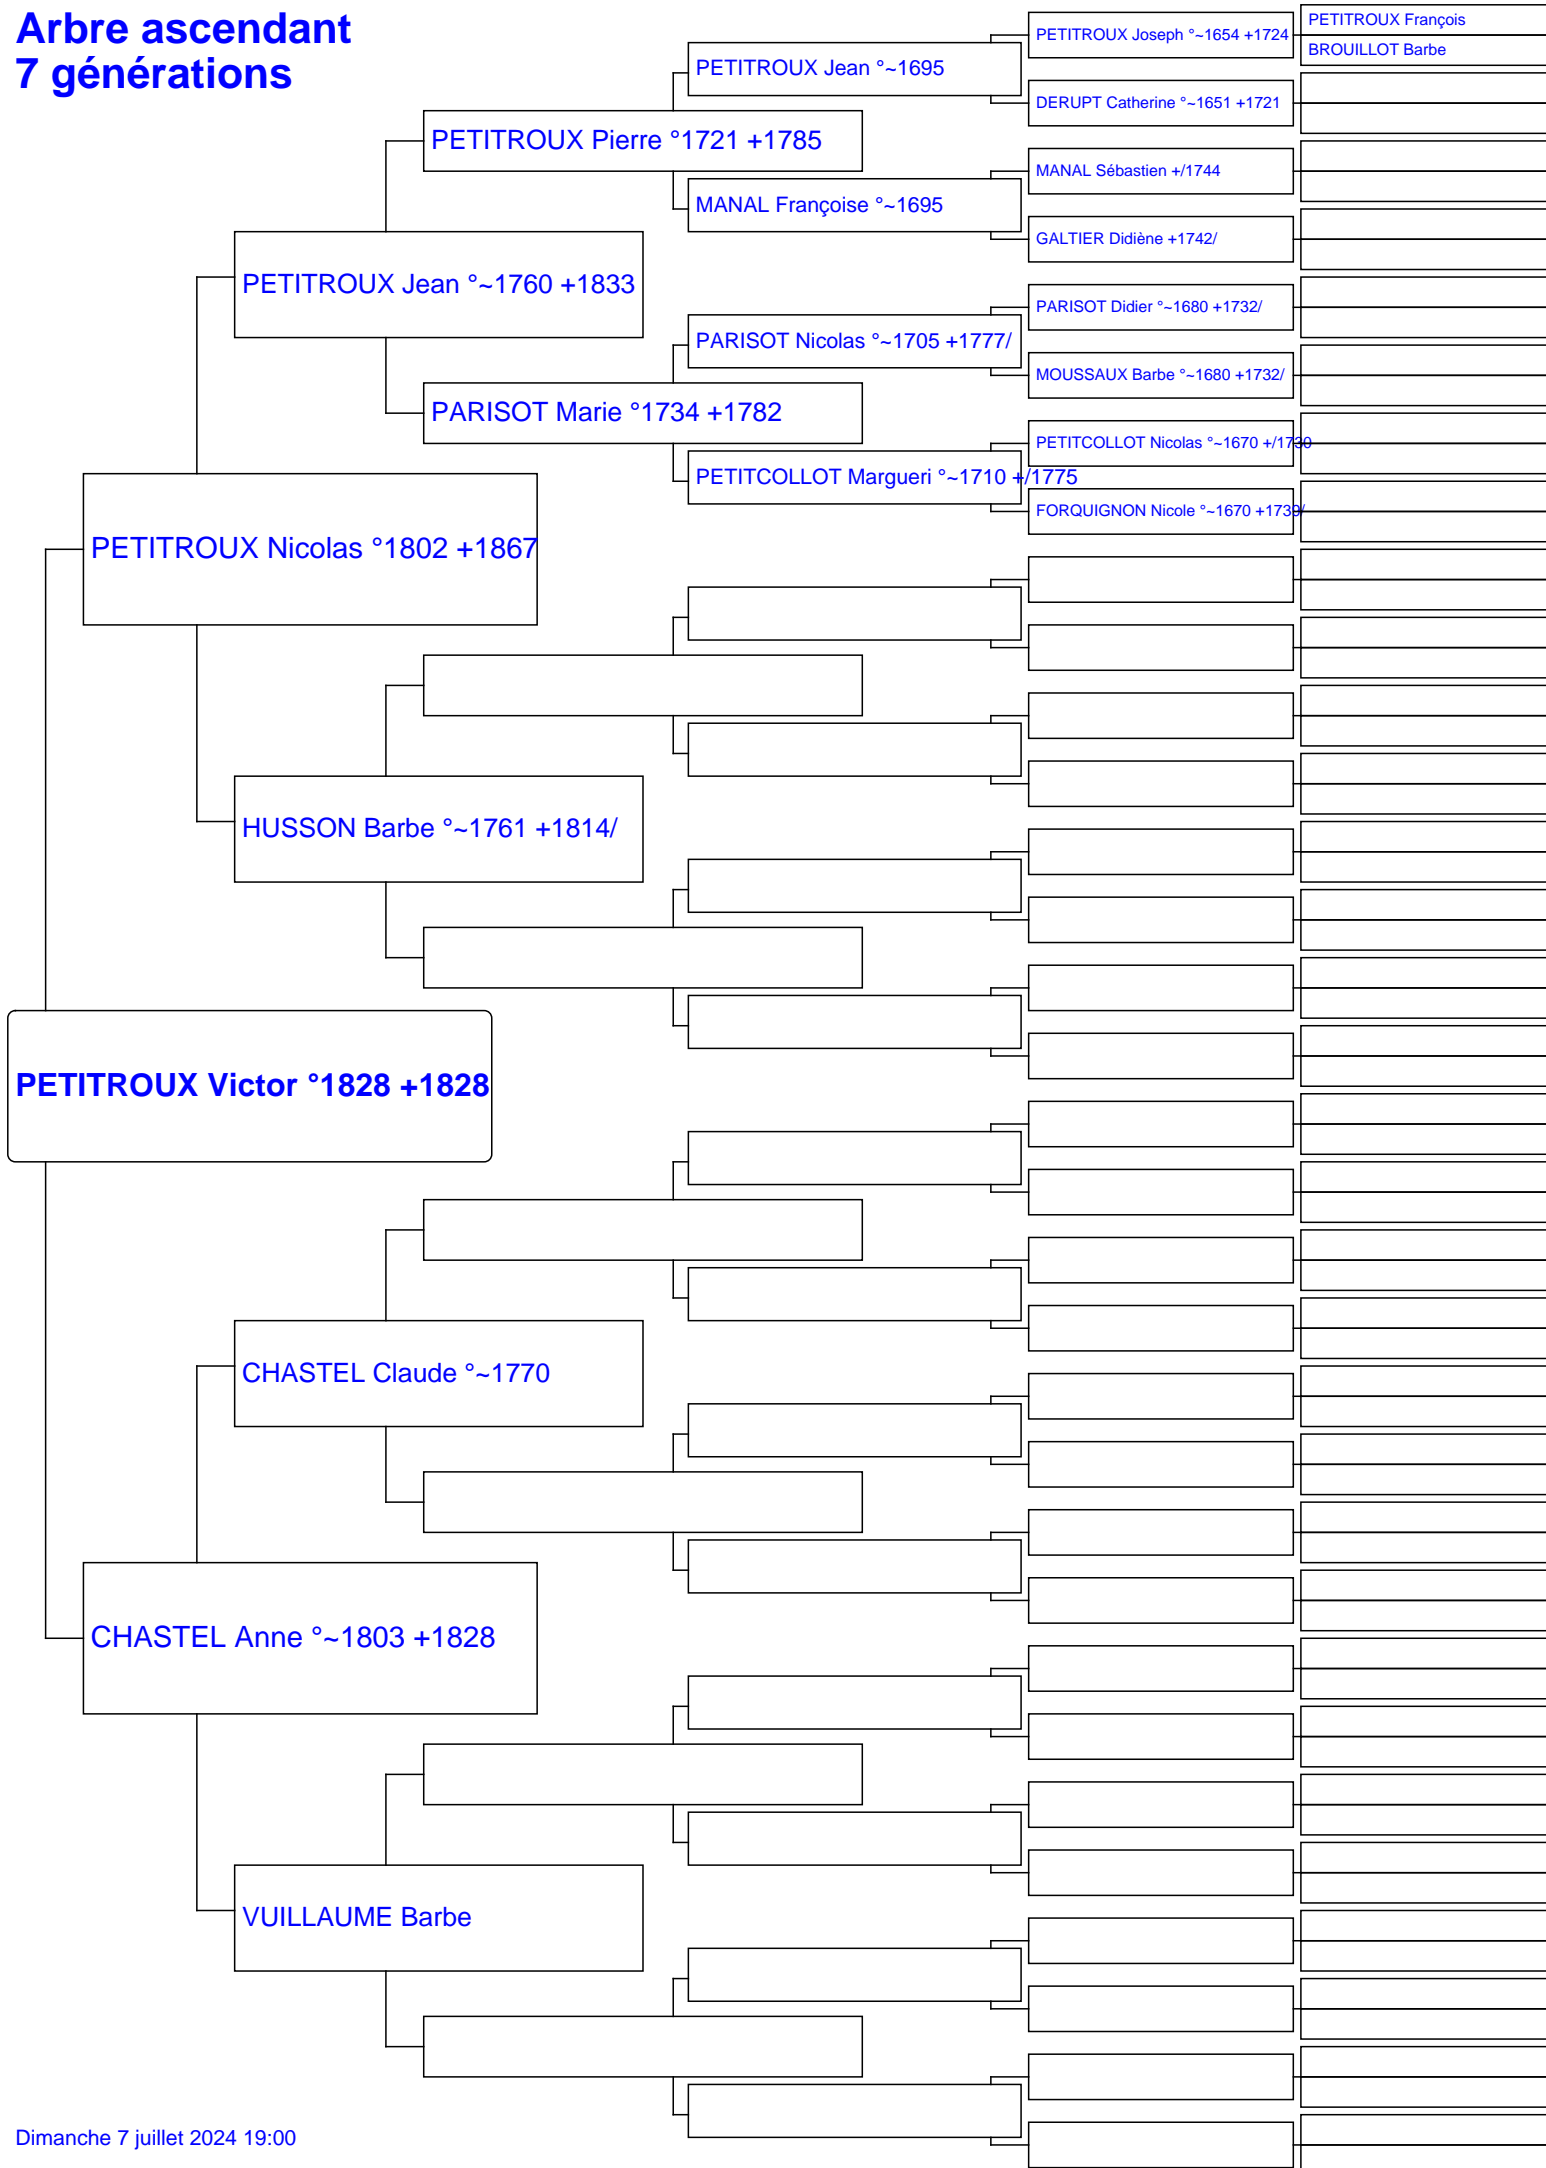 Arbre ascendant
7 générations
PETITROUX François
PETITROUX Joseph °~1654 +1724
BROUILLOT Barbe
PETITROUX Jean °~1695
DERUPT Catherine °~1651 +1721
PETITROUX Pierre °1721 +1785
MANAL Sébastien +/1744
MANAL Françoise °~1695
GALTIER Didiène +1742/
PETITROUX Jean °~1760 +1833
PARISOT Didier °~1680 +1732/
PARISOT Nicolas °~1705 +1777/
MOUSSAUX Barbe °~1680 +1732/
PARISOT Marie °1734 +1782
PETITCOLLOT Nicolas °~1670 +/1730
PETITCOLLOT Margueri °~1710 +/1775
FORQUIGNON Nicole °~1670 +1739/
PETITROUX Nicolas °1802 +1867
HUSSON Barbe °~1761 +1814/
PETITROUX Victor °1828 +1828
CHASTEL Claude °~1770
CHASTEL Anne °~1803 +1828
VUILLAUME Barbe
Dimanche 7 juillet 2024 19:00